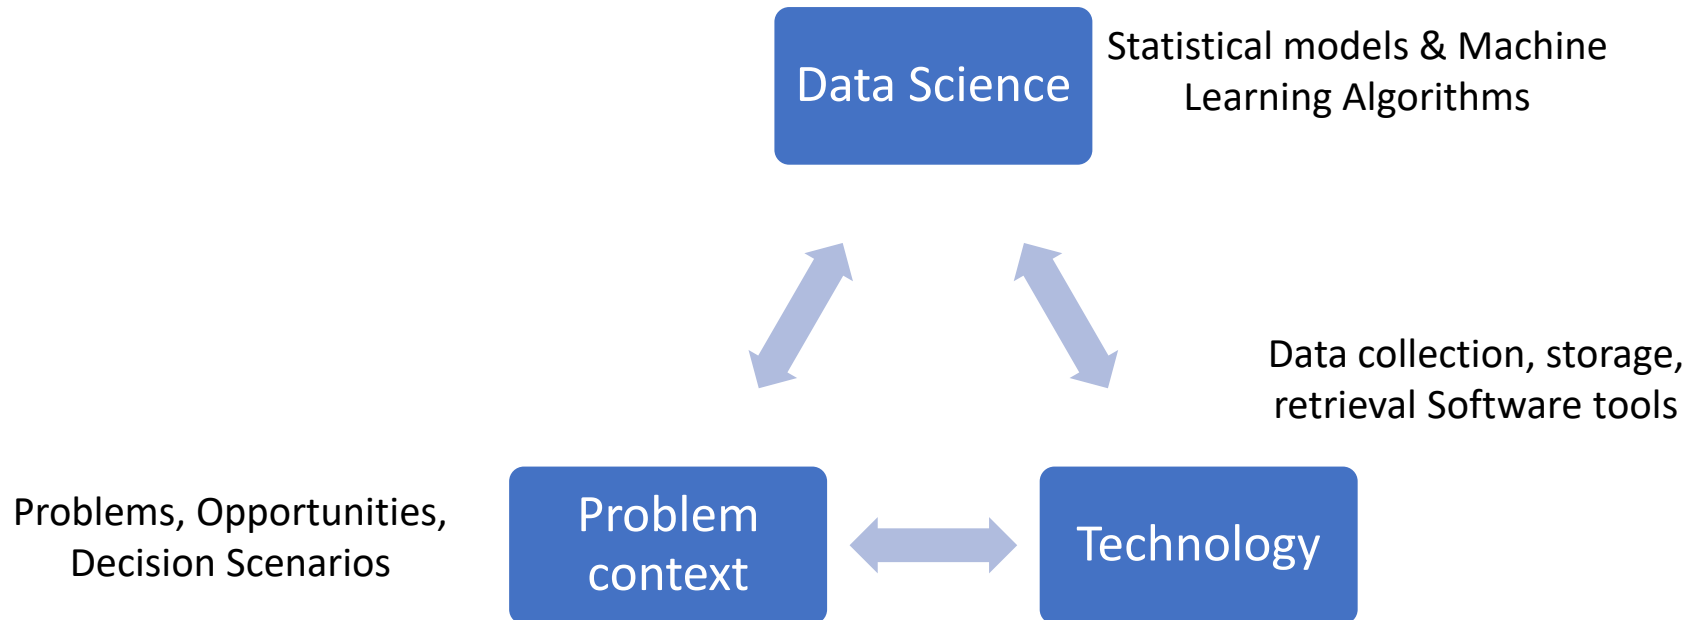 Data Science
Statistical models & Machine
Learning Algorithms
Data collection, storage,
retrieval Software tools
Problems, Opportunities,
Decision Scenarios
Problem
context
Technology